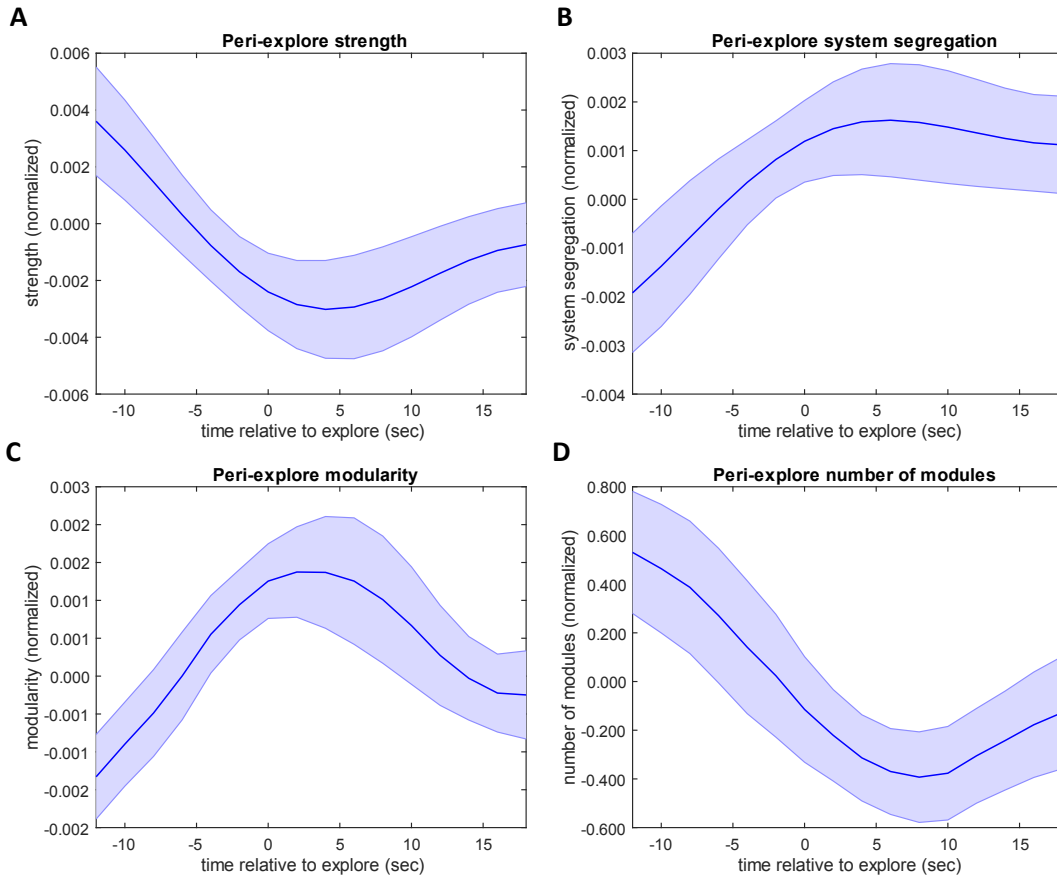 A
Peri-explore strength
0.006
0.004
0.002
0.000
-0.002
-0.004
-0.006
strength (normalized)
-10 -5 0 5 10 15
time relative to explore (sec)
B
Peri-explore system segregation
0.003
0.002
0.001
0.000
-0.001
-0.002
-0.003
-0.004
system segregation (normalized)
-10 -5 0 5 10 15
time relative to explore (sec)
C
Peri-explore modularity
0.003
0.002
0.002
0.001
0.001
0.000
-0.001
-0.001
-0.002
-0.002
modularity (normalized)
-10 -5 0 5 10 15
time relative to explore (sec)
D
Peri-explore number of modules
0.800
0.600
0.400
0.200
0.000
-0.200
-0.400
-0.600
number of modules (normalized)
-10 -5 0 5 10 15
time relative to explore (sec)